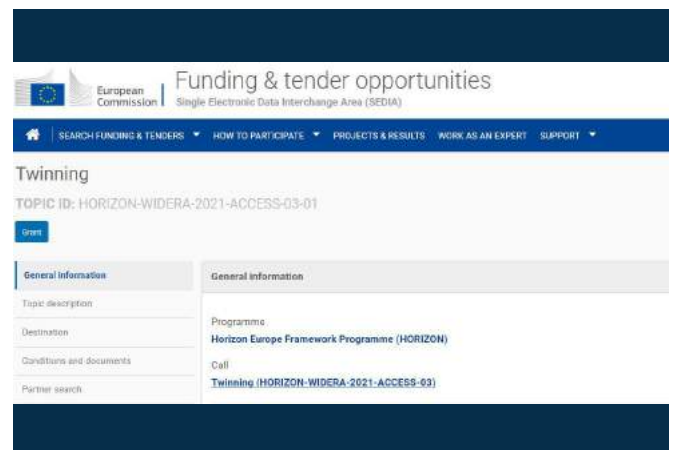 European
Commission
Funding & tender opportunities
Single Electronic Data Interchange Area (SEDIA)
SEARCH FUNDING & TENDERS HOW TO PARTICIPATE PROJECTS & RESULTS WORK AS AN EXPERT SUPPORT
Twinning
TOPIC ID: HORIZON-WIDERA-2021-ACCESS-03-01
Grant
General information
Topic description
Destination
Conditions and documents
Partner search
General information
Programme
Horizon Europe Framework Programme (HORIZON)
Call
Twinning (HORIZON-WIDERA-2021-ACCESS-03)